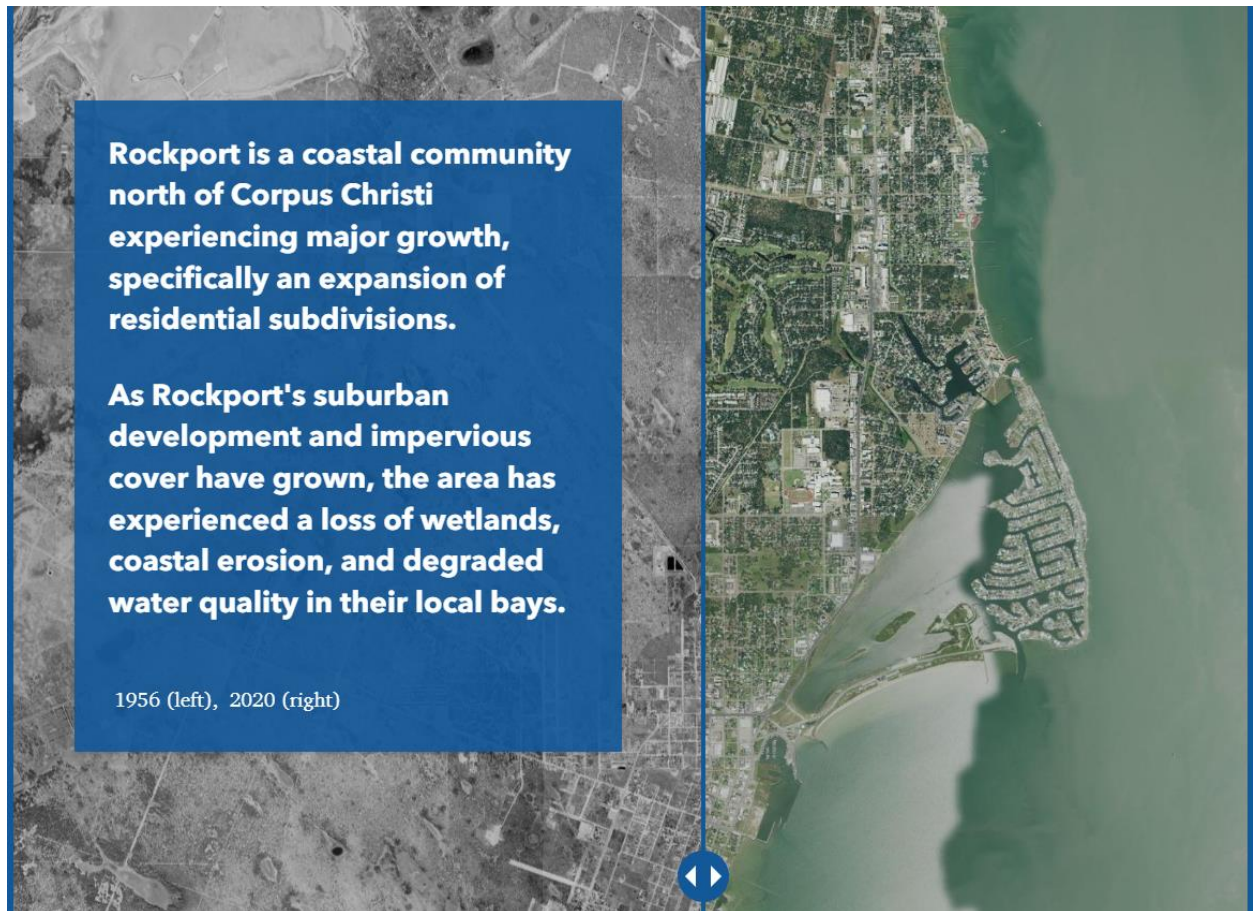 Rockport is a coastal community
north of Corpus Christi
experiencing major growth,
specifically an expansion of
residential subdivisions.
As Rockport's suburban
development and impervious
cover have grown, the area has
experienced a loss of wetlands,
coastal erosion, and degraded
water quality in their local bays.
1956 (left), 2020 (right)